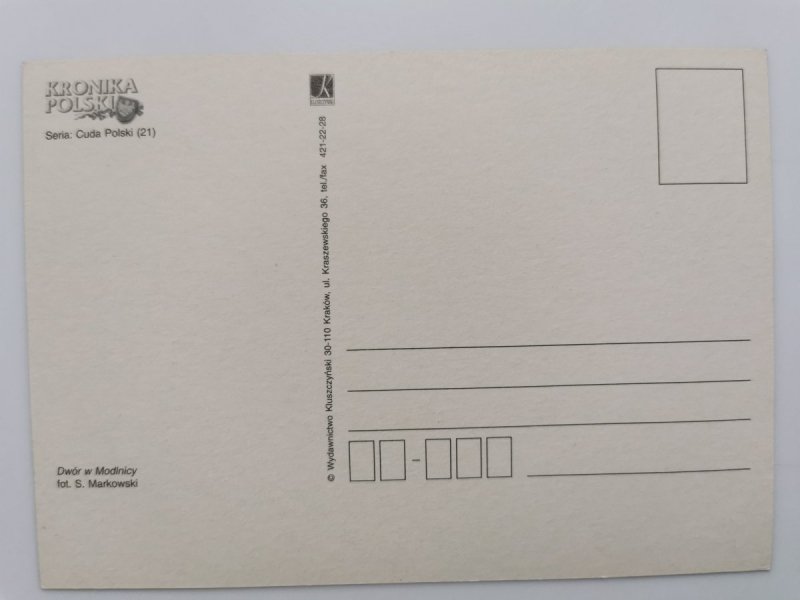 KRONIKA
POLSKI
Seria: Cuda Polski (21)
K
KLUSZCZYŃSKI
© Wydawnictwo Kluszczyński 30-110 Kraków, ul. Kraszewskiego 36, tel./fax 421-22-28
Dwór w Modlnicy
fot. S. Markowski
–